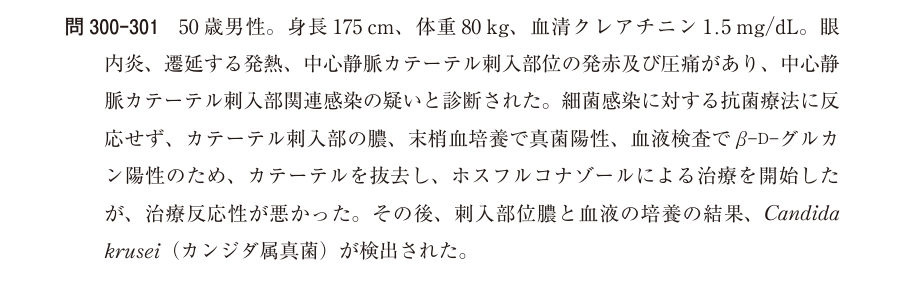 問 300-301　50 歳男性。身長 175 cm、体重 80 kg、血清クレアチニン 1.5 mg/dL。眼
内炎、遷延する発熱、中心静脈カテーテル刺入部位の発赤及び圧痛があり、中心静
脈カテーテル刺入部関連感染の疑いと診断された。細菌感染に対する抗菌療法に反
応せず、カテーテル刺入部の膿、末梢血培養で真菌陽性、血液検査で β-D-グルカ
ン陽性のため、カテーテルを抜去し、ホスフルコナゾールによる治療を開始した
が、治療反応性が悪かった。その後、刺入部位膿と血液の培養の結果、Candida
krusei（カンジダ属真菌）が検出された。